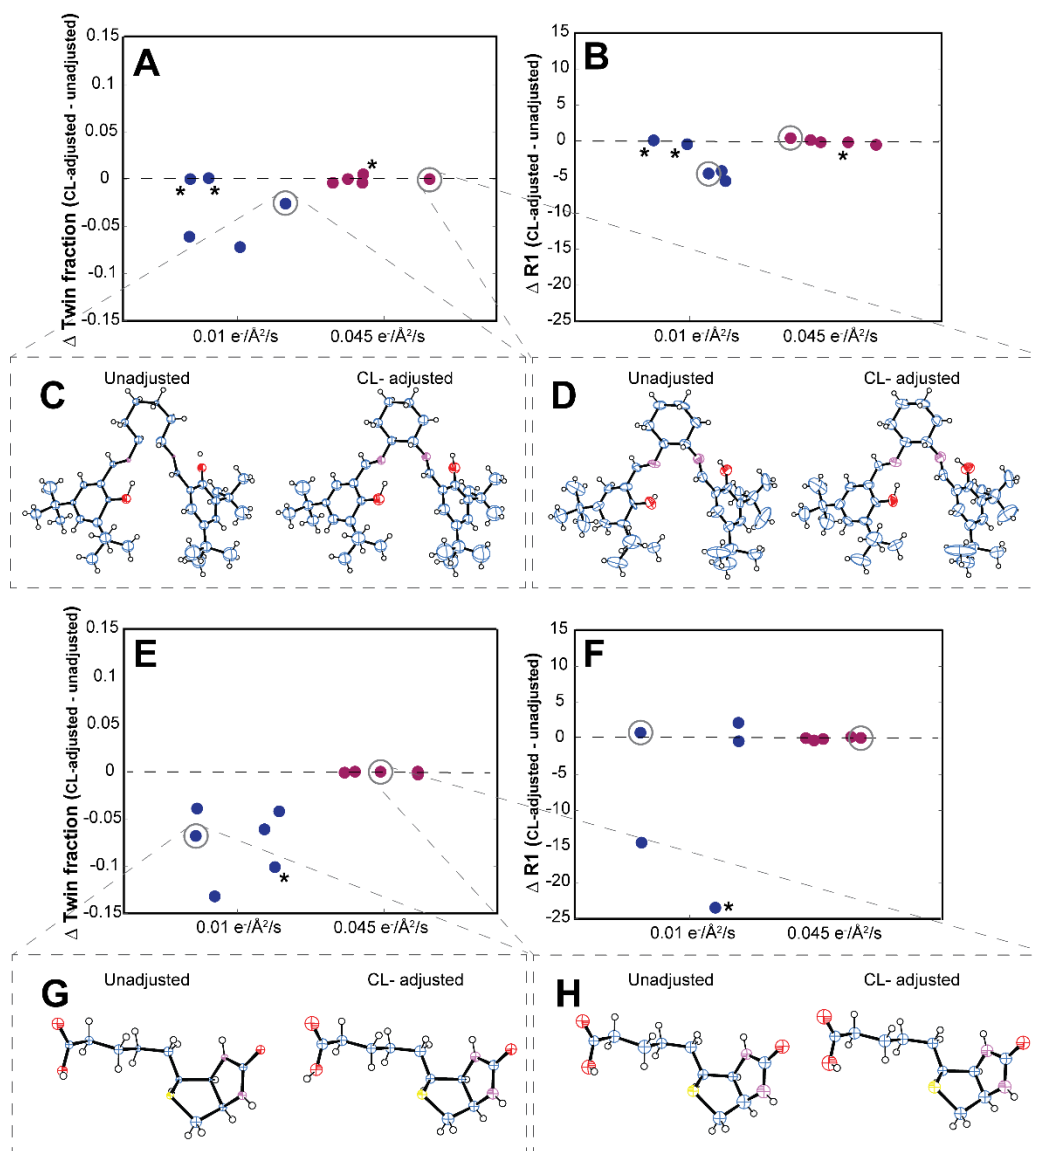 A
Δ Twin fraction (CL-adjusted - unadjusted)
0.15
0.1
0.05
0
-0.05
-0.1
-0.15
*
*
*
0.01 e⁻/Å²/s
0.045 e⁻/Å²/s
B
Δ R1 (CL-adjusted - unadjusted)
15
10
5
0
-5
-10
-15
-20
-25
*
*
*
0.01 e⁻/Å²/s
0.045 e⁻/Å²/s
C
Unadjusted
CL- adjusted
D
Unadjusted
CL- adjusted
E
Δ Twin fraction (CL-adjusted - unadjusted)
0.15
0.1
0.05
0
-0.05
-0.1
-0.15
*
0.01 e⁻/Å²/s
0.045 e⁻/Å²/s
F
Δ R1 (CL-adjusted - unadjusted)
15
10
5
0
-5
-10
-15
-20
-25
*
0.01 e⁻/Å²/s
0.045 e⁻/Å²/s
G
Unadjusted
CL- adjusted
H
Unadjusted
CL- adjusted